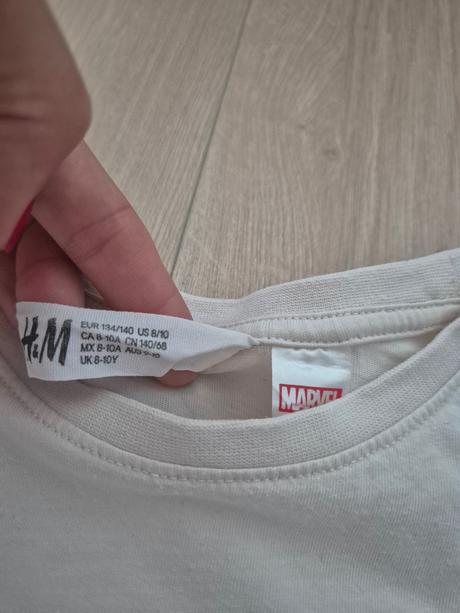 H&M
EUR 134/140 US 8/10
CA 8-10A CN 140/68
MX 8-10A AUS
UK 8-10Y
MARVEL